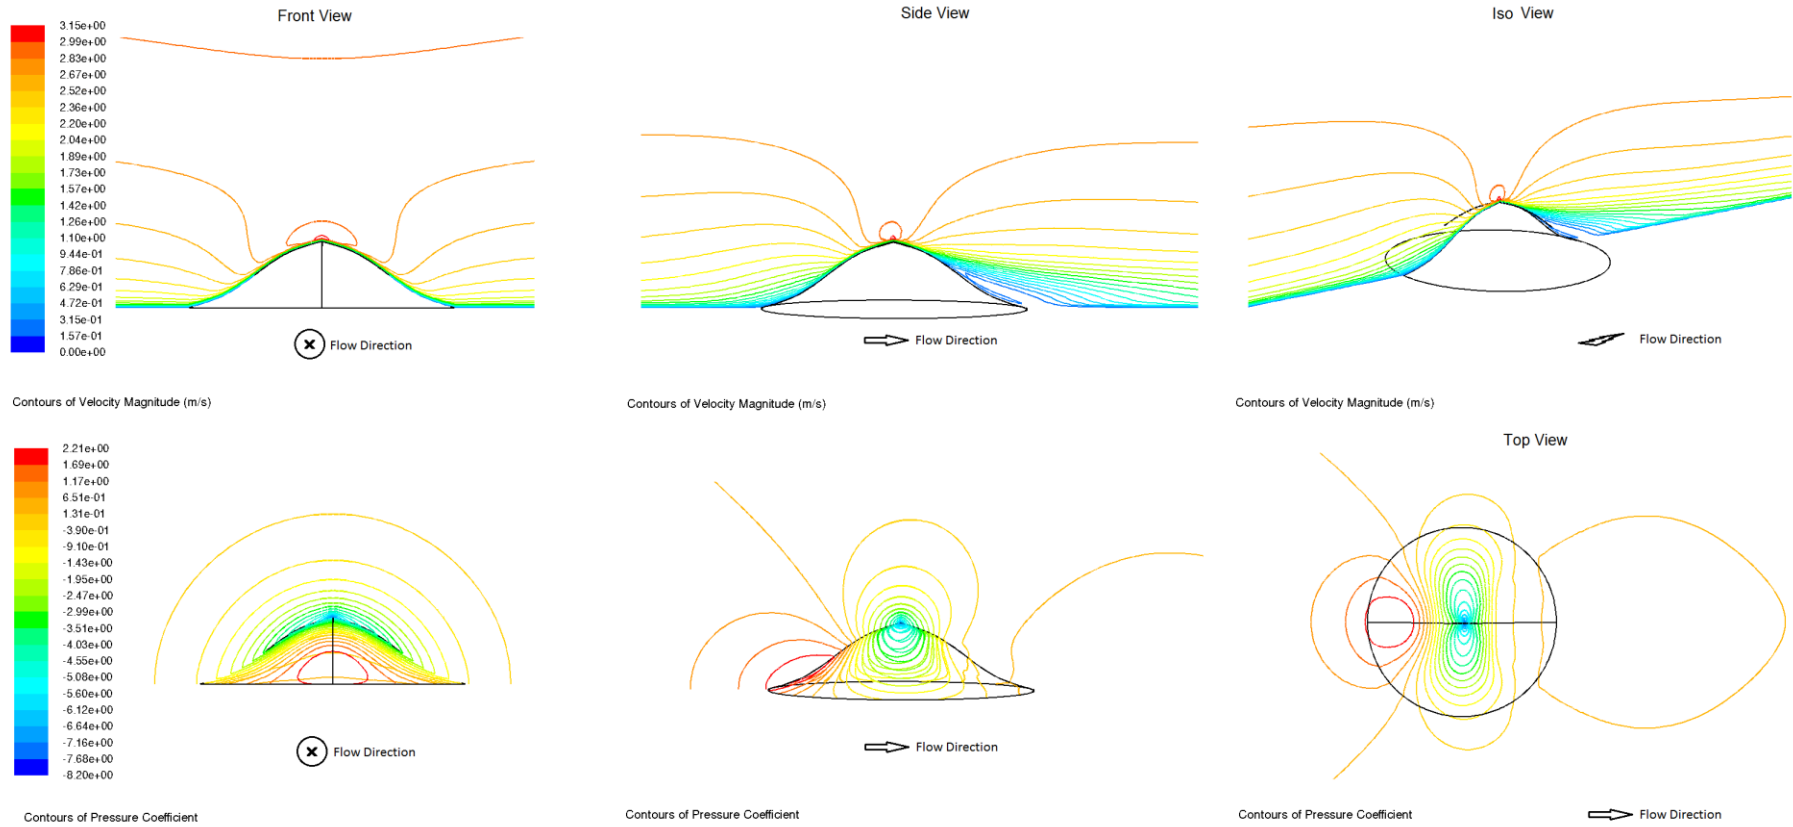 Front View
Side View
Iso View
3.15e+00
2.99e+00
2.83e+00
2.67e+00
2.52e+00
2.36e+00
2.20e+00
2.04e+00
1.89e+00
1.73e+00
1.57e+00
1.42e+00
1.26e+00
1.10e+00
9.44e-01
7.86e-01
6.29e-01
4.72e-01
3.15e-01
1.57e-01
0.00e+00
Flow Direction
Flow Direction
Flow Direction
Contours of Velocity Magnitude (m/s)
Contours of Velocity Magnitude (m/s)
Contours of Velocity Magnitude (m/s)
Top View
2.21e+00
1.69e+00
1.17e+00
6.51e-01
1.31e-01
-3.90e-01
-9.10e-01
-1.43e+00
-1.95e+00
-2.47e+00
-2.99e+00
-3.51e+00
-4.03e+00
-4.55e+00
-5.08e+00
-5.60e+00
-6.12e+00
-6.64e+00
-7.16e+00
-7.68e+00
-8.20e+00
Flow Direction
Flow Direction
Flow Direction
Contours of Pressure Coefficient
Contours of Pressure Coefficient
Contours of Pressure Coefficient